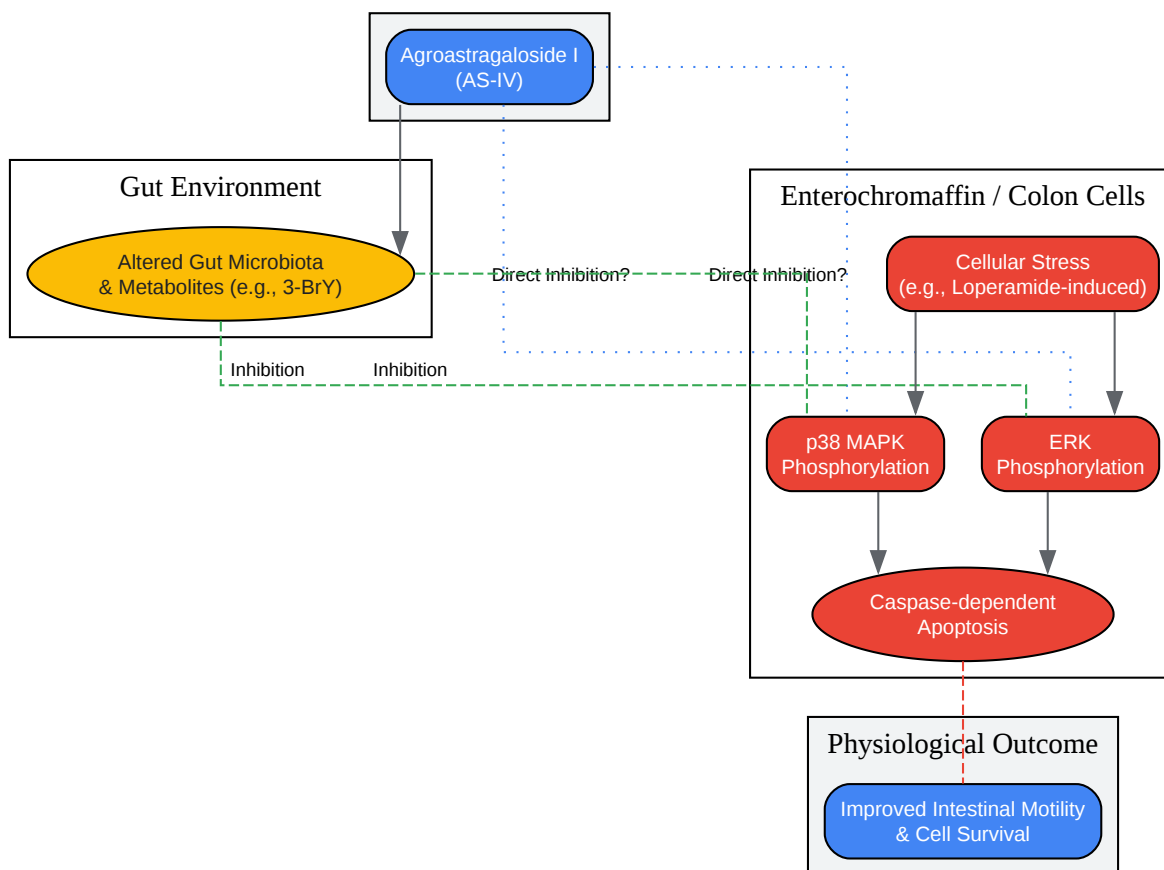 Agroastragaloside I
(AS-IV)
Gut Environment
Altered Gut Microbiota
& Metabolites (e.g., 3-BrY)
Enterochromaffin / Colon Cells
Cellular Stress
(e.g., Loperamide-induced)
Direct Inhibition?
Direct Inhibition?
Inhibition
Inhibition
p38 MAPK
Phosphorylation
ERK
Phosphorylation
Caspase-dependent
Apoptosis
Physiological Outcome
Improved Intestinal Motility
& Cell Survival